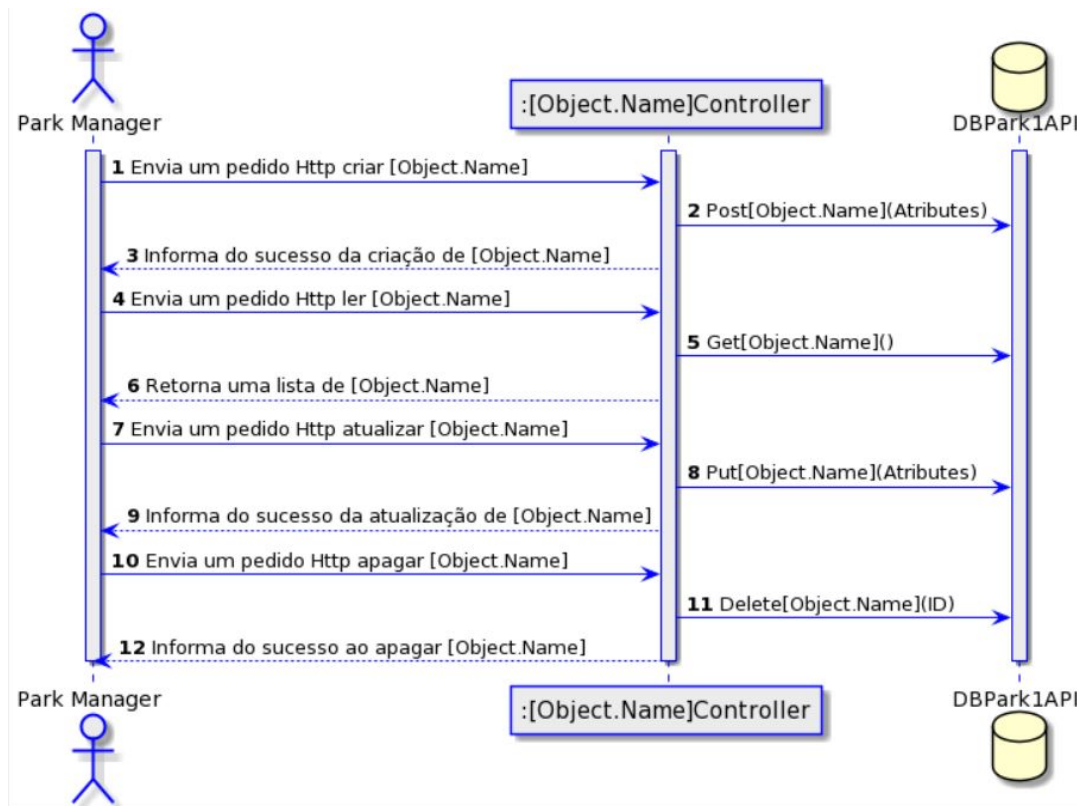 Park Manager
:[Object.Name]Controller
DBPark1API
1 Envia um pedido Http criar [Object.Name]
2 Post[Object.Name](Atributes)
3 Informa do sucesso da criação de [Object.Name]
4 Envia um pedido Http ler [Object.Name]
5 Get[Object.Name]()
6 Retorna uma lista de [Object.Name]
7 Envia um pedido Http atualizar [Object.Name]
8 Put[Object.Name](Atributes)
9 Informa do sucesso da atualização de [Object.Name]
10 Envia um pedido Http apagar [Object.Name]
11 Delete[Object.Name](ID)
12 Informa do sucesso ao apagar [Object.Name]
Park Manager
:[Object.Name]Controller
DBPark1API